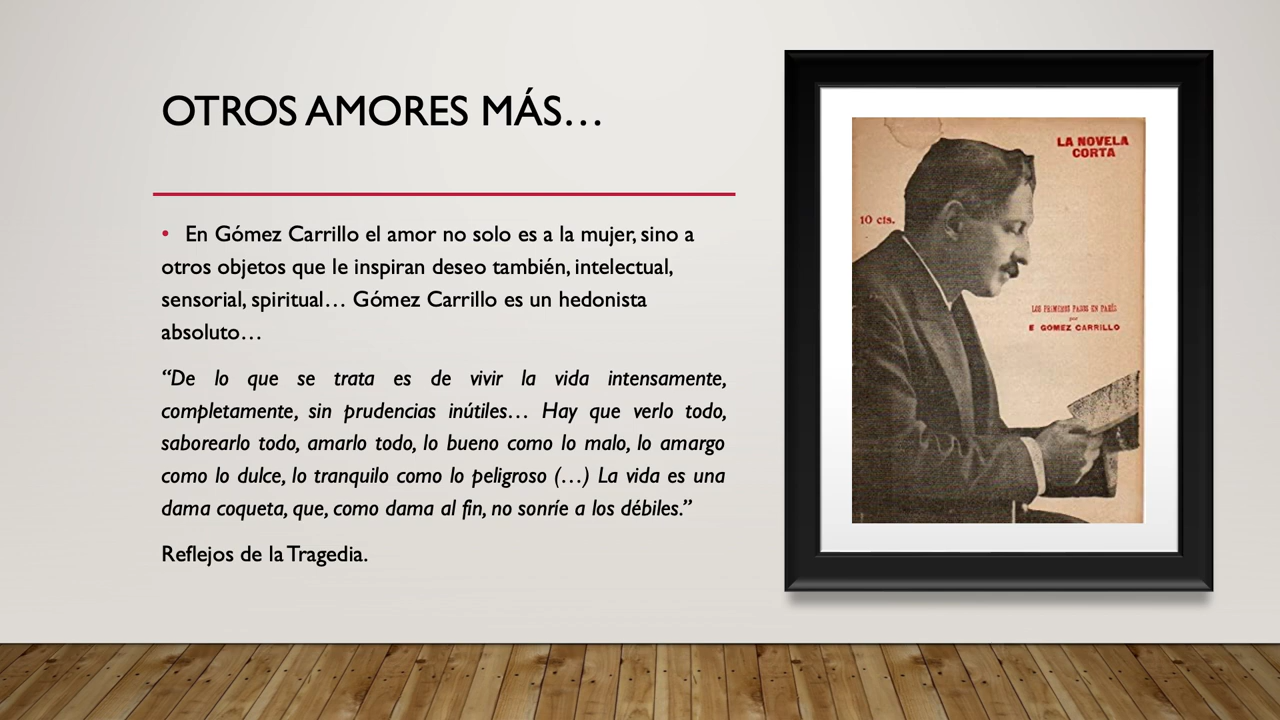 OTROS AMORES MÁS…
• En Gómez Carrillo el amor no solo es a la mujer, sino a
otros objetos que le inspiran deseo también, intelectual,
sensorial, spiritual… Gómez Carrillo es un hedonista
absoluto…
“De lo que se trata es de vivir la vida intensamente,
completamente, sin prudencias inútiles… Hay que verlo todo,
saborearlo todo, amarlo todo, lo bueno como lo malo, lo amargo
como lo dulce, lo tranquilo como lo peligroso (…) La vida es una
dama coqueta, que, como dama al fin, no sonríe a los débiles.”
Reflejos de la Tragedia.
LA NOVELA
CORTA
10 cts.
LOS PRIMEROS PASOS EN PARÍS
por
E GOMEZ CARRILLO